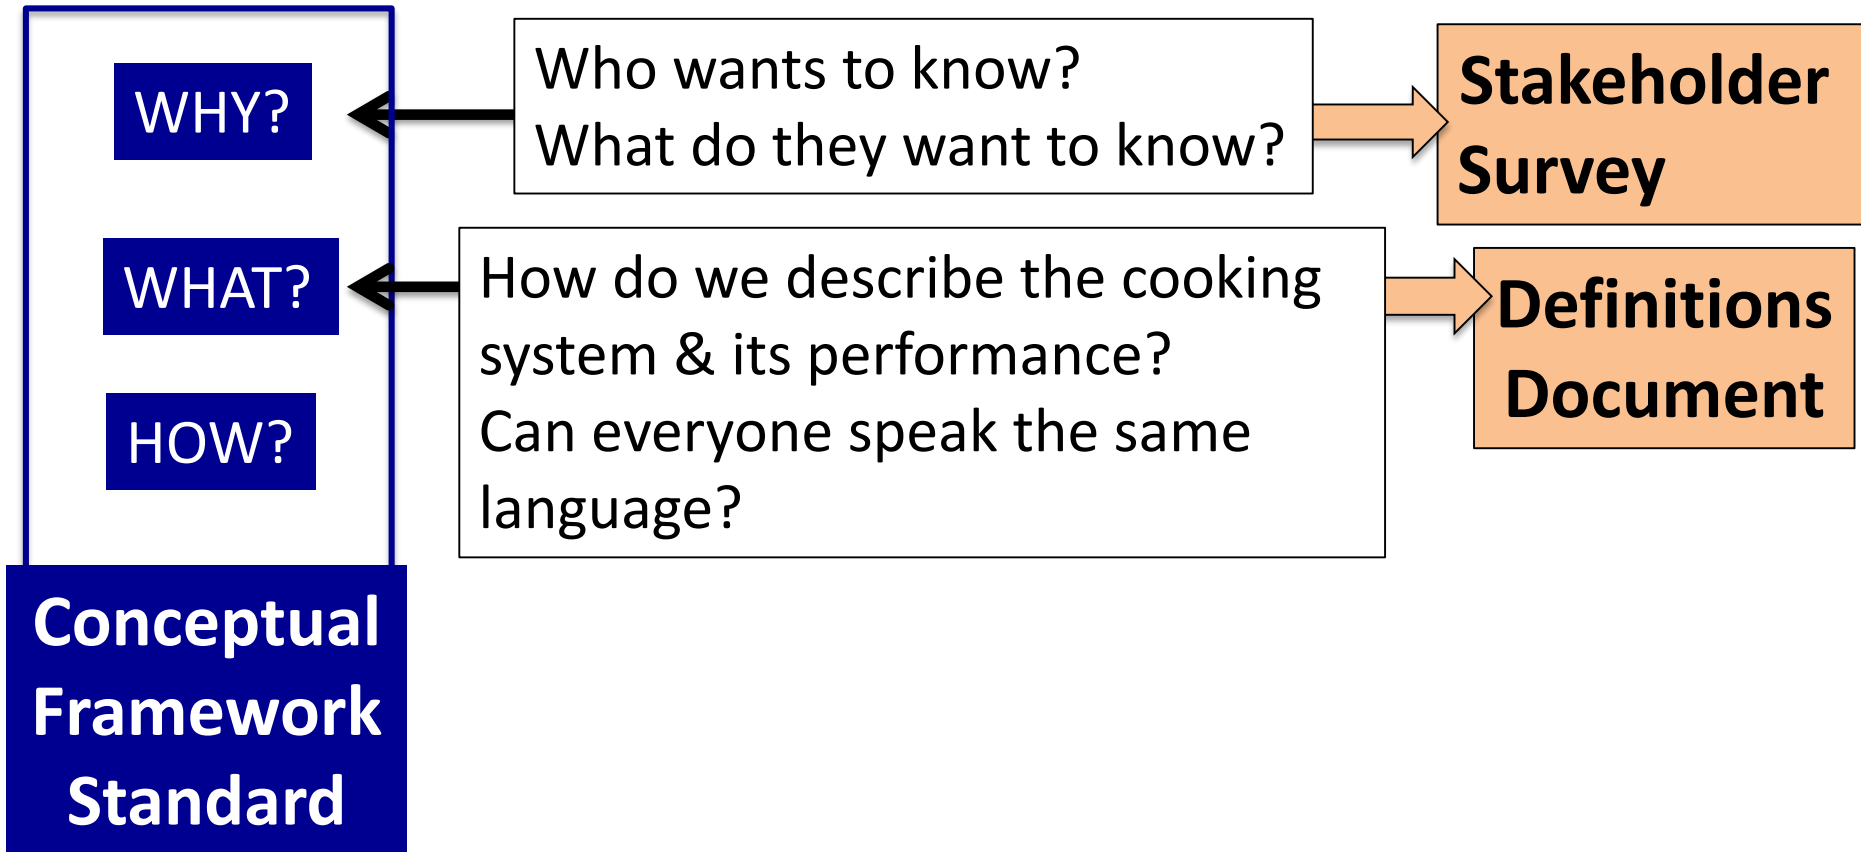 WHY?
Who wants to know?
What do they want to know?
Stakeholder
Survey
WHAT?
How do we describe the cooking
system & its performance?
Can everyone speak the same
language?
Definitions
Document
HOW?
Conceptual
Framework
Standard